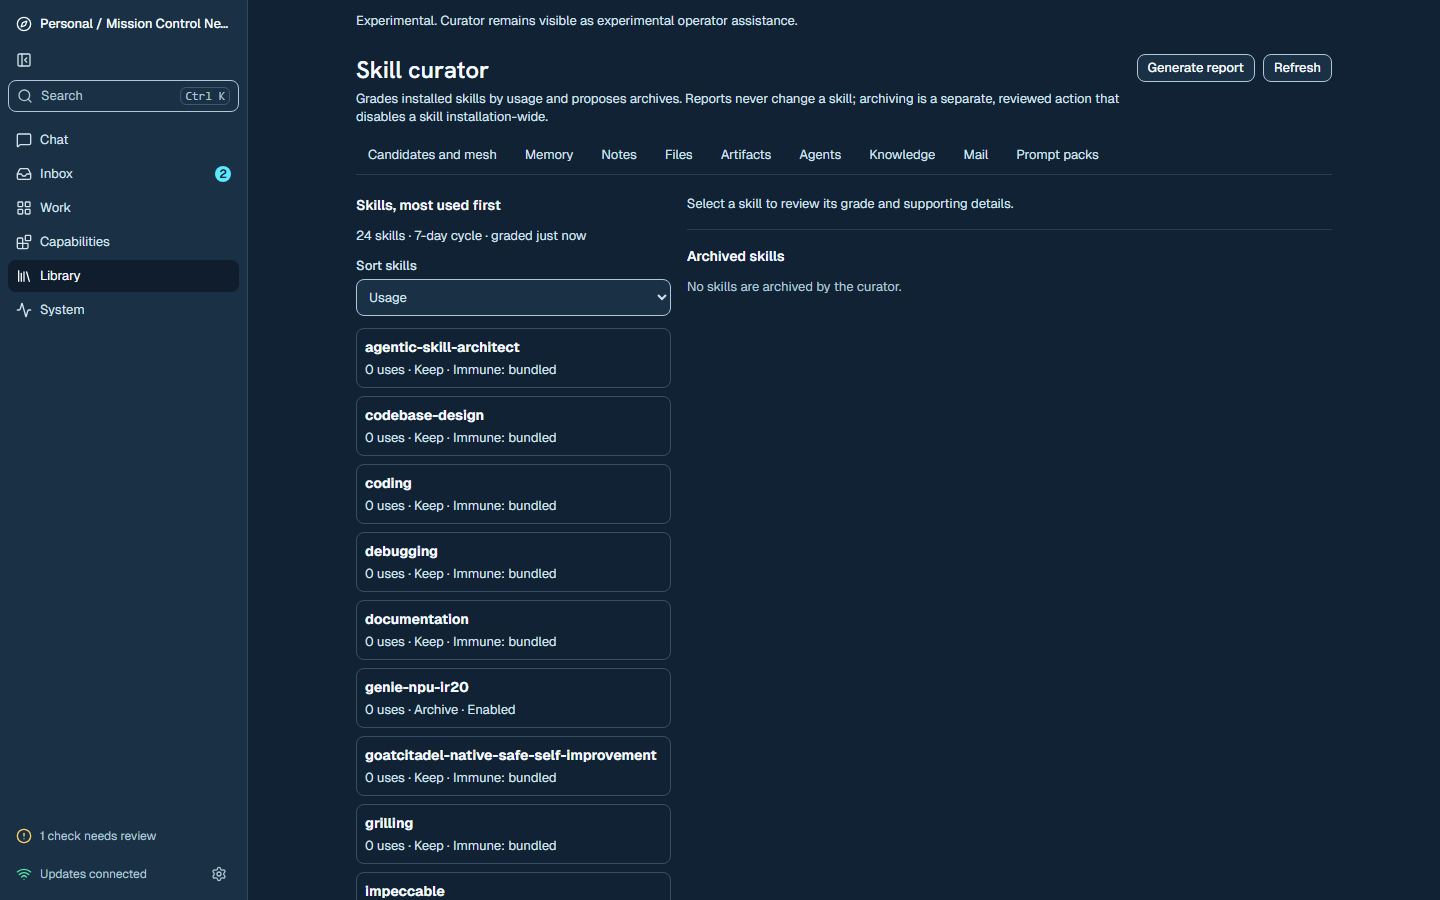 Personal / Mission Control Ne...
Search
Ctrl K
Chat
Inbox
2
Work
Capabilities
Library
System
1 check needs review
Updates connected
Experimental. Curator remains visible as experimental operator assistance.
Skill curator
Generate report
Refresh
Grades installed skills by usage and proposes archives. Reports never change a skill; archiving is a separate, reviewed action that
disables a skill installation-wide.
Candidates and mesh
Memory
Notes
Files
Artifacts
Agents
Knowledge
Mail
Prompt packs
Skills, most used first
24 skills · 7-day cycle · graded just now
Sort skills
Usage
agentic-skill-architect
0 uses · Keep · Immune: bundled
codebase-design
0 uses · Keep · Immune: bundled
coding
0 uses · Keep · Immune: bundled
debugging
0 uses · Keep · Immune: bundled
documentation
0 uses · Keep · Immune: bundled
genie-npu-ir20
0 uses · Archive · Enabled
goatcitadel-native-safe-self-improvement
0 uses · Keep · Immune: bundled
grilling
0 uses · Keep · Immune: bundled
impeccable
Select a skill to review its grade and supporting details.
Archived skills
No skills are archived by the curator.